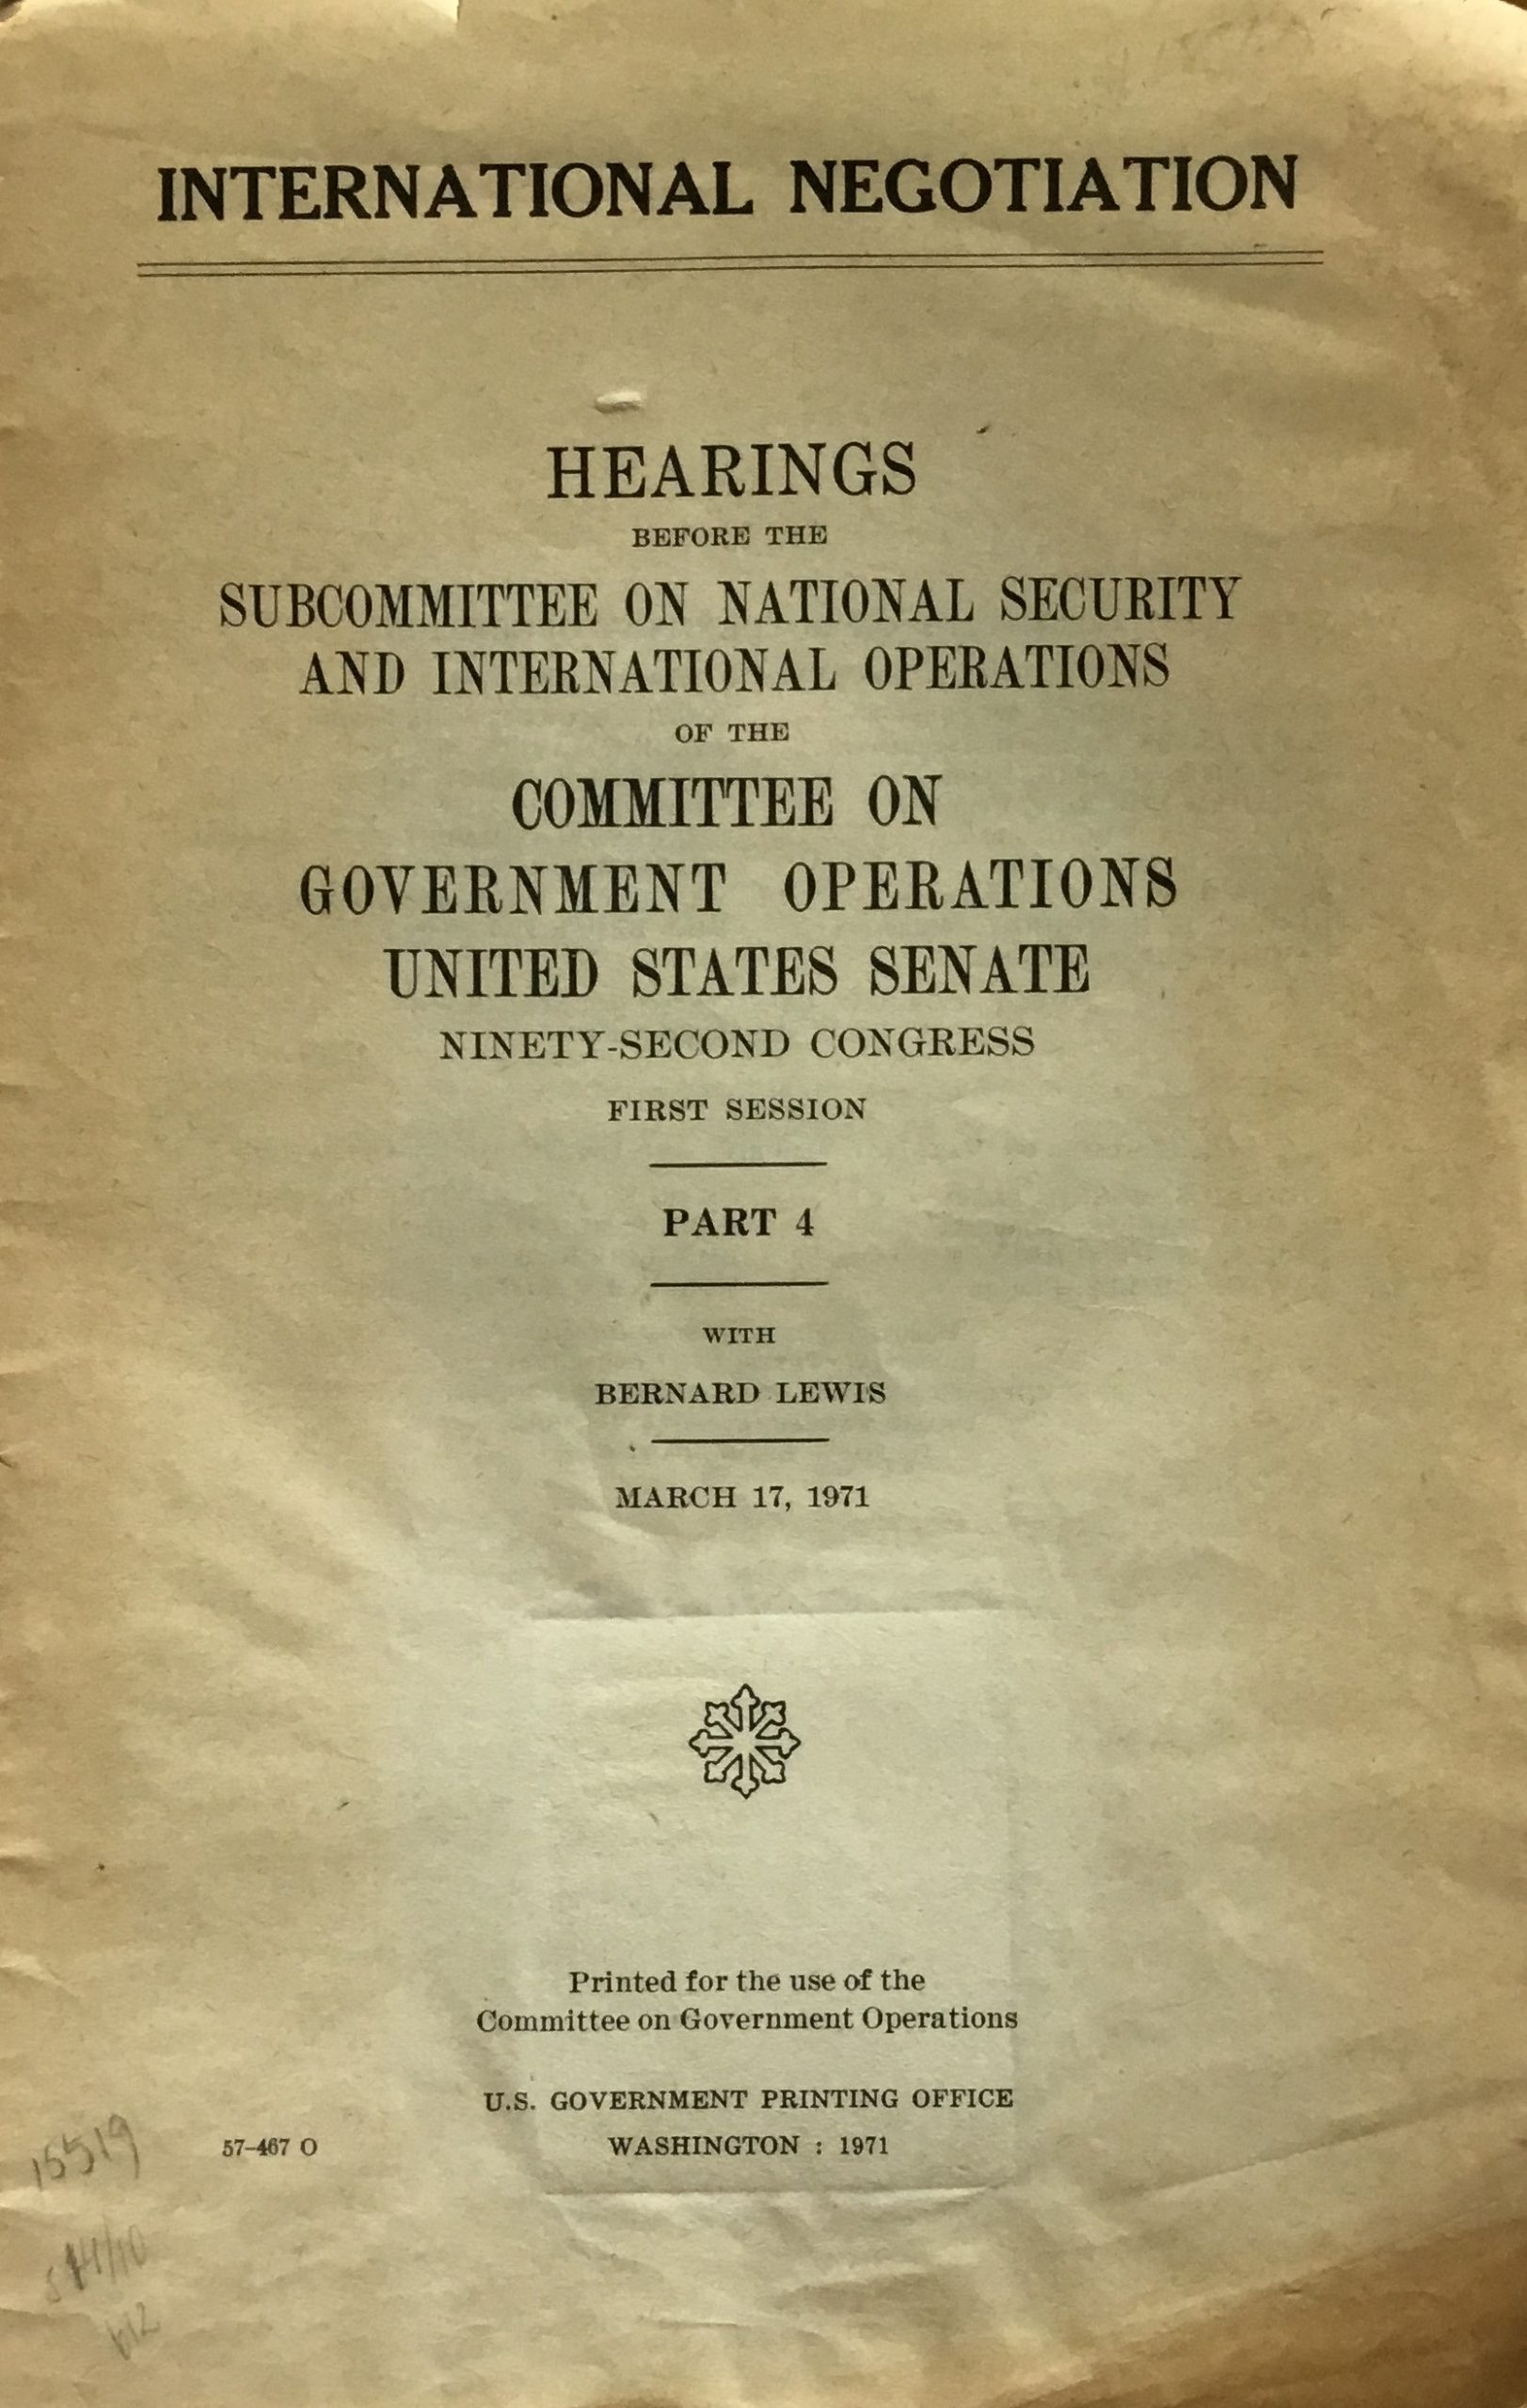 INTERNATIONAL NEGOTIATION
HEARINGS
BEFORE THE
SUBCOMMITTEE ON NATIONAL SECURITY
AND INTERNATIONAL OPERATIONS
OF THE
COMMITTEE ON
GOVERNMENT OPERATIONS
UNITED STATES SENATE
NINETY-SECOND CONGRESS
FIRST SESSION
PART 4
WITH
BERNARD LEWIS
MARCH 17, 1971
Printed for the use of the
Committee on Government Operations
U.S. GOVERNMENT PRINTING OFFICE
57-467 O WASHINGTON : 1971
15519